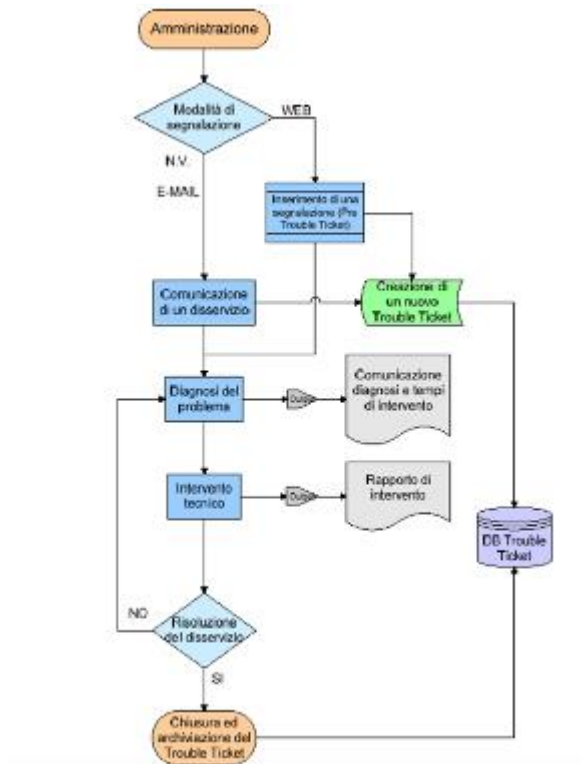 Amministrazione
Modalità di
segnalazione
WEB
N.V.
E-MAIL
Inserimento di una
segnalazione (Pre
Trouble Ticket)
Comunicazione
di un disservizio
Creazione di
un nuovo
Trouble Ticket
Diagnosi del
problema
Output
Comunicazione
diagnosi e tempi
di intervento
Intervento
tecnico
Output
Rapporto di
intervento
DB Trouble
Ticket
NO
Risoluzione
del disservizio
SI
Chiusura ed
archiviazione del
Trouble Ticket